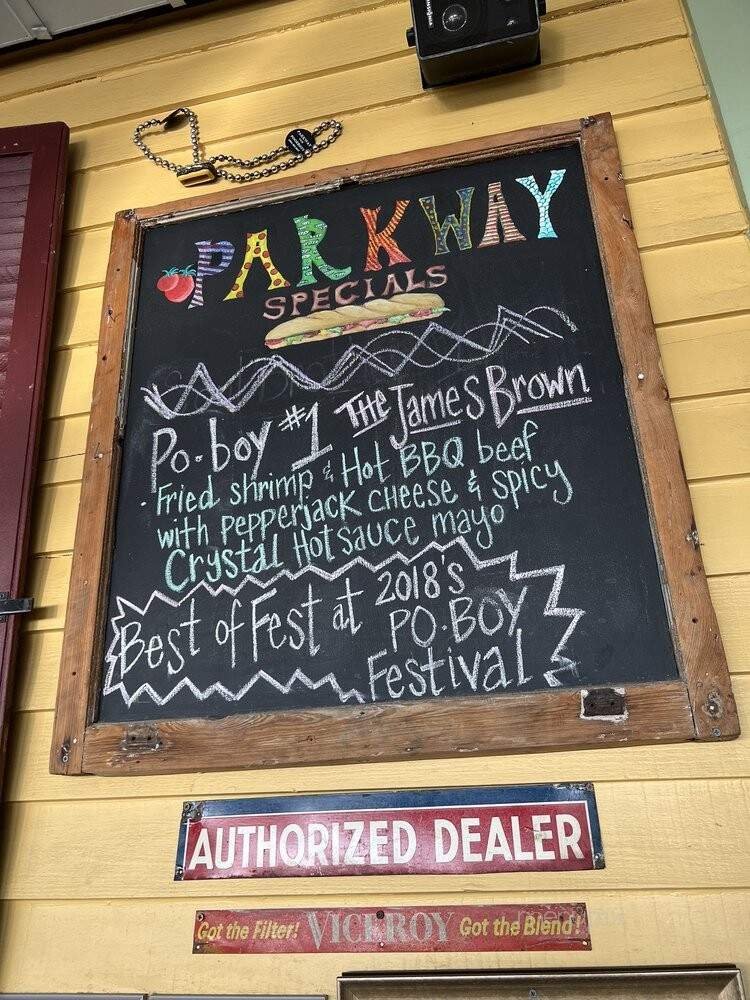 PARKWAY
SPECIALS
Po-boy #1 THE James Brown
Fried shrimp & Hot BBQ beef
with pepperjack cheese & spicy
Crystal Hot sauce mayo
Best of Fest at 2018's
PO-BOY
Festival
AUTHORIZED DEALER
Got the Filter! VICEROY Got the Blend!